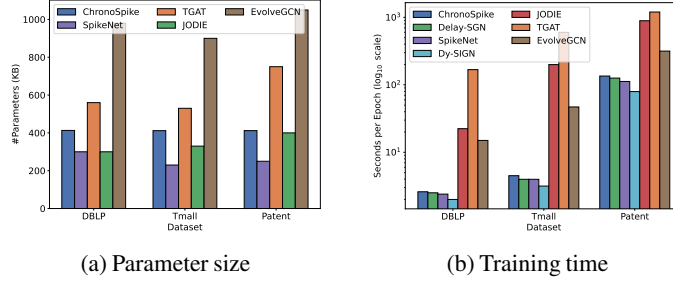 ChronoSpike
SpikeNet
TGAT
JODIE
EvolveGCN
#Parameters (KB)
1000
800
600
400
200
0
DBLP
Tmall
Patent
Dataset
(a) Parameter size
ChronoSpike
Delay-SGN
SpikeNet
Dy-SIGN
JODIE
TGAT
EvolveGCN
Seconds per Epoch (log₁₀ scale)
10³
10²
10¹
DBLP
Tmall
Patent
Dataset
(b) Training time